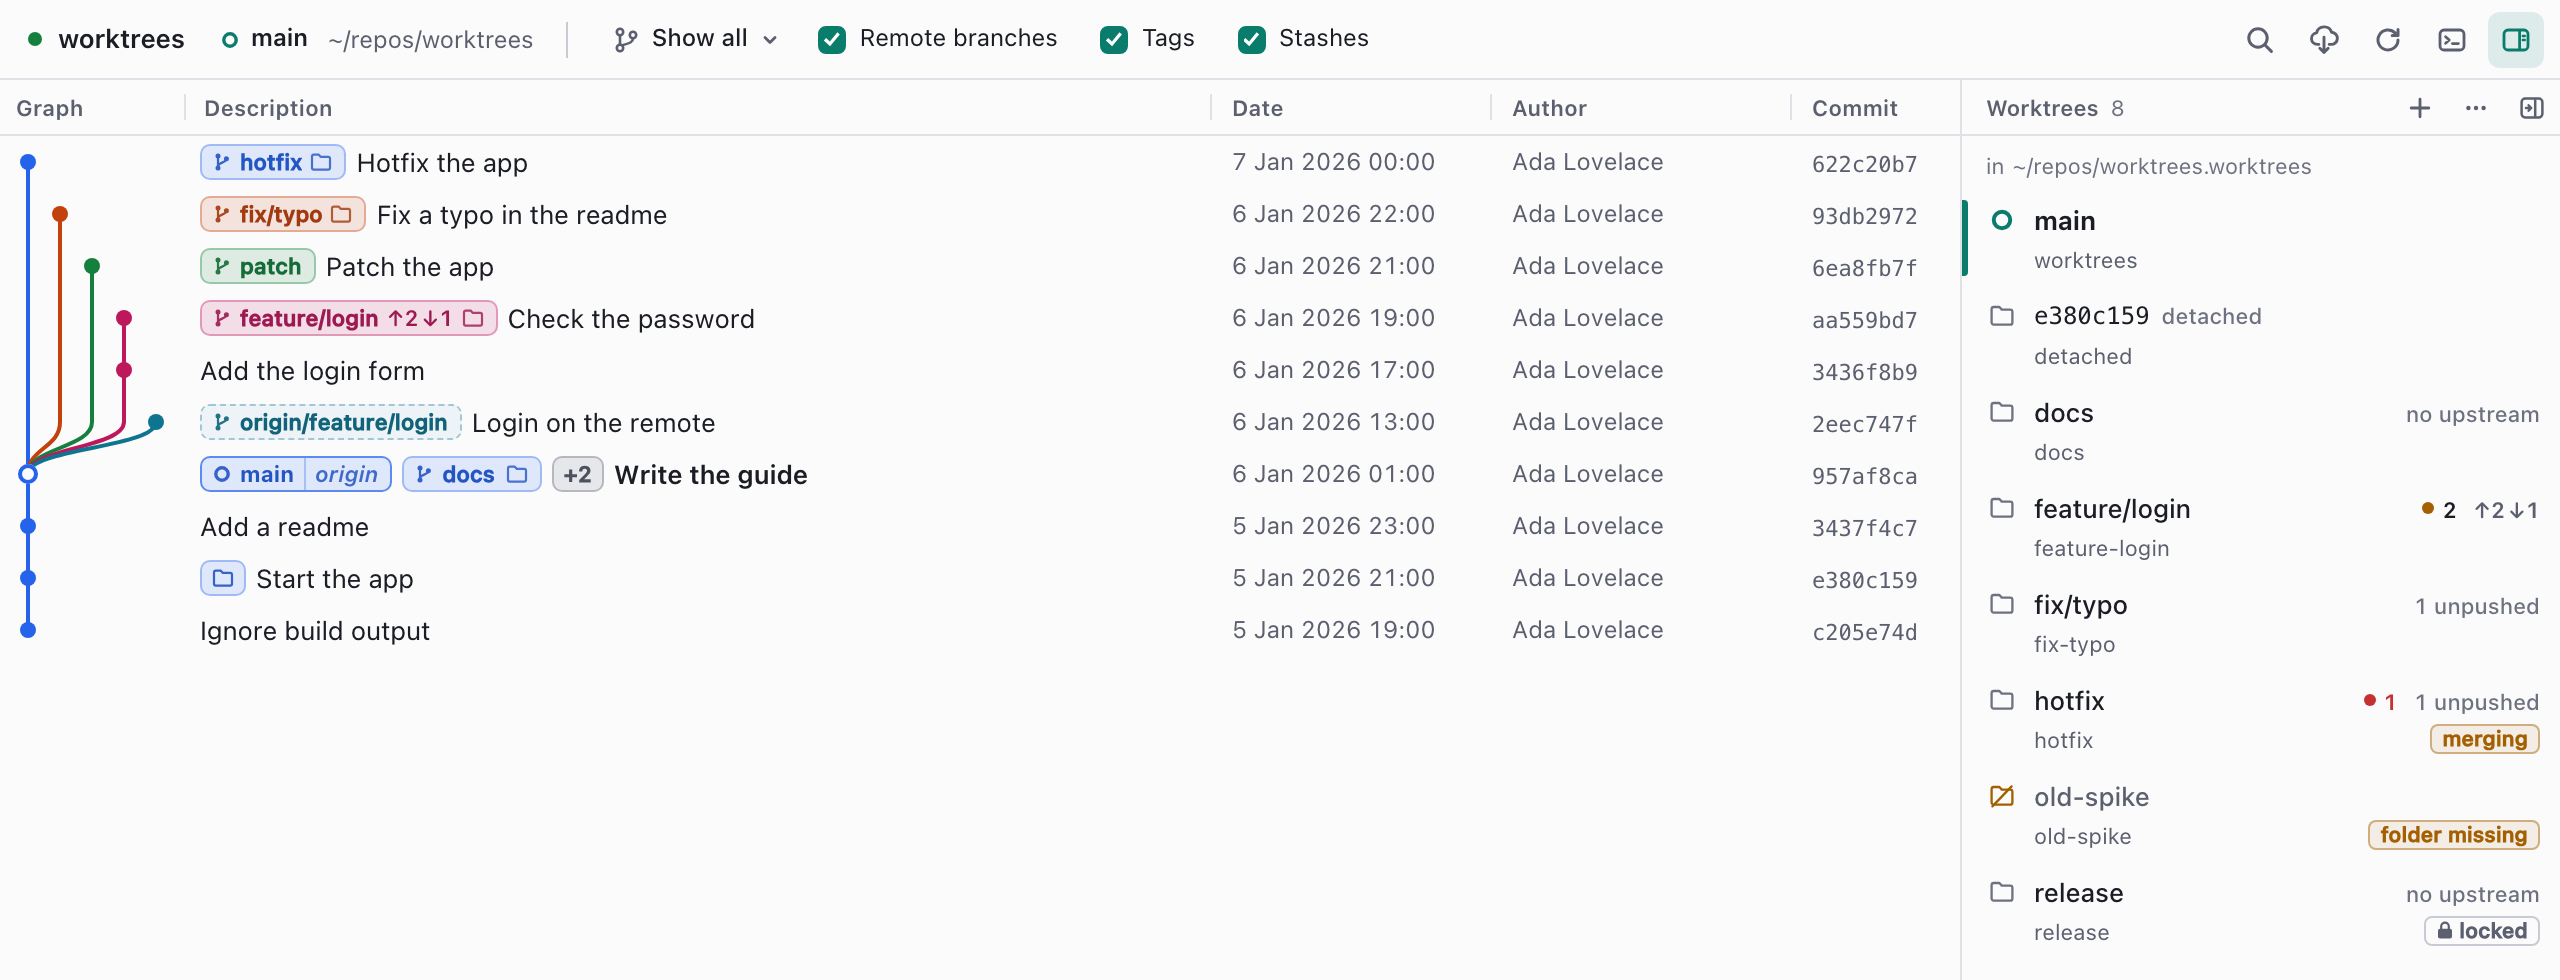 worktrees main ~/repos/worktrees Show all Remote branches Tags Stashes
Graph Description Date Author Commit
hotfix Hotfix the app 7 Jan 2026 00:00 Ada Lovelace 622c20b7
fix/typo Fix a typo in the readme 6 Jan 2026 22:00 Ada Lovelace 93db2972
patch Patch the app 6 Jan 2026 21:00 Ada Lovelace 6ea8fb7f
feature/login ↑2↓1 Check the password 6 Jan 2026 19:00 Ada Lovelace aa559bd7
Add the login form 6 Jan 2026 17:00 Ada Lovelace 3436f8b9
origin/feature/login Login on the remote 6 Jan 2026 13:00 Ada Lovelace 2eec747f
main origin docs +2 Write the guide 6 Jan 2026 01:00 Ada Lovelace 957af8ca
Add a readme 5 Jan 2026 23:00 Ada Lovelace 3437f4c7
Start the app 5 Jan 2026 21:00 Ada Lovelace e380c159
Ignore build output 5 Jan 2026 19:00 Ada Lovelace c205e74d
Worktrees 8
in ~/repos/worktrees.worktrees
main
worktrees
e380c159 detached
detached
docs no upstream
docs
feature/login 2 ↑2↓1
feature-login
fix/typo 1 unpushed
fix-typo
hotfix 1 1 unpushed
hotfix merging
old-spike
old-spike folder missing
release no upstream
release locked